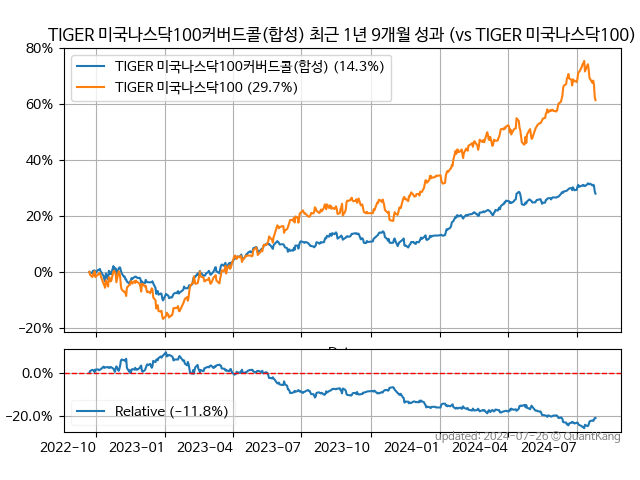 TIGER 미국나스닥100커버드콜(합성) 최근 1년 9개월 성과 (vs TIGER 미국나스닥100)
80%
TIGER 미국나스닥100커버드콜(합성) (14.3%)
TIGER 미국나스닥100 (29.7%)
60%
40%
20%
0%
−20%
0.0%
−20.0%
Relative (−11.8%)
updated: 2024-07-26 © QuantKang
2022-10 2023-01 2023-04 2023-07 2023-10 2024-01 2024-04 2024-07